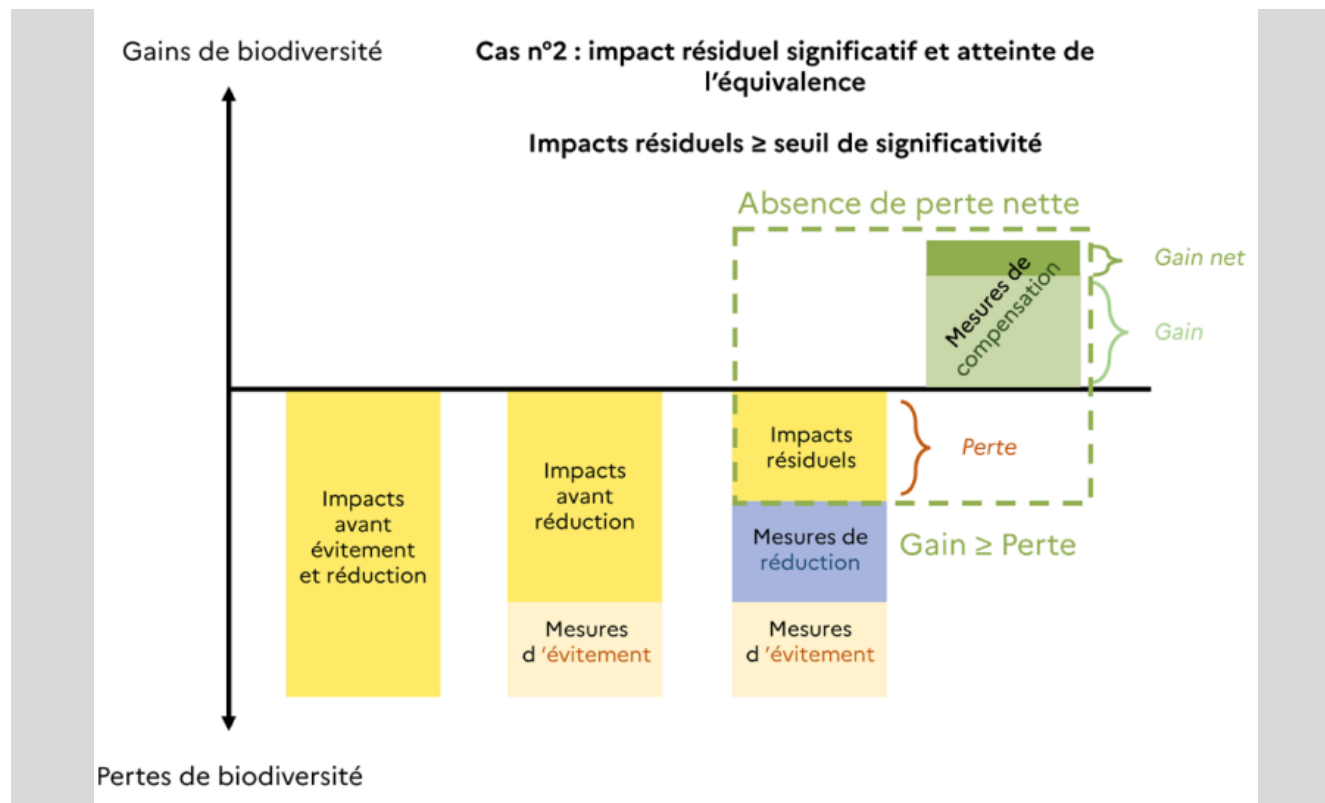 Gains de biodiversité
Cas n°2 : impact résiduel significatif et atteinte de
l'équivalence
Impacts résiduels ≥ seuil de significativité
Absence de perte nette
Mesures de
compensation
Gain net
Gain
Impacts
avant
évitement
et réduction
Impacts
avant
réduction
Mesures
d 'évitement
Impacts
résiduels
Perte
Mesures de
réduction
Gain ≥ Perte
Mesures
d 'évitement
Pertes de biodiversité